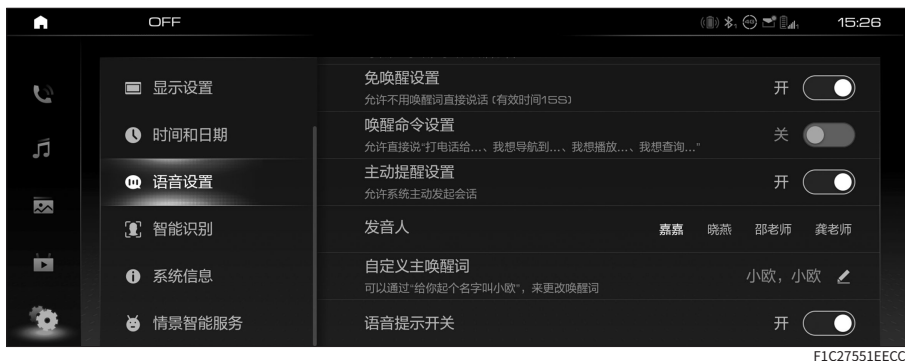 OFF
15:26
显示设置
时间和日期
语音设置
智能识别
系统信息
情景智能服务
免唤醒设置
允许不用唤醒词直接说话（有效时间15S）
开
唤醒命令设置
允许直接说“打电话给…、我想导航到…、我想播放…、我想查询…”
关
主动提醒设置
允许系统主动发起会话
开
发音人
嘉嘉 晓燕 邵老师 龚老师
自定义主唤醒词
可以通过“给你起个名字叫小欧”，来更改唤醒词
小欧，小欧
语音提示开关
开
F1C27551EECC